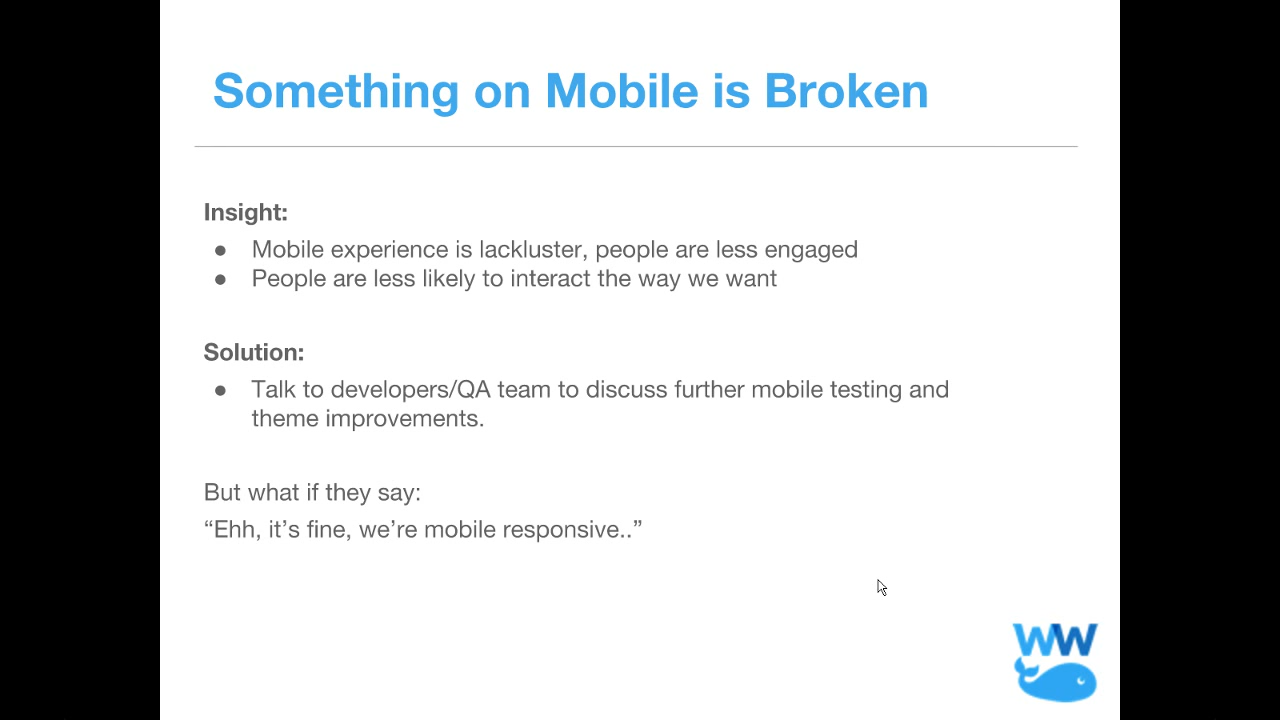 Something on Mobile is Broken
Insight:
● Mobile experience is lackluster, people are less engaged
● People are less likely to interact the way we want
Solution:
● Talk to developers/QA team to discuss further mobile testing and
theme improvements.
But what if they say:
“Ehh, it’s fine, we’re mobile responsive..”
WW